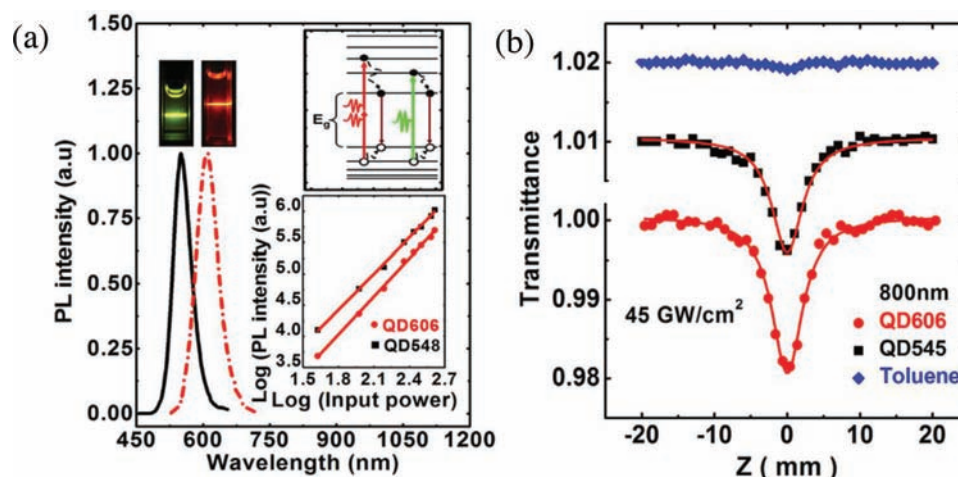 (a)
PL intensity (a.u)
1.50
1.25
1.00
0.75
0.50
0.25
0.00
450 600 750 900 1050 1200
Wavelength (nm)
E_g
Log (PL intensity (a.u))
6.0
5.5
5.0
4.5
4.0
3.5
QD606
QD548
1.5 1.8 2.1 2.4 2.7
Log (Input power)
(b)
Transmittance
1.02
1.01
1.00
0.99
0.98
45 GW/cm²
800nm
QD606
QD545
Toluene
-20 -10 0 10 20
Z ( mm )